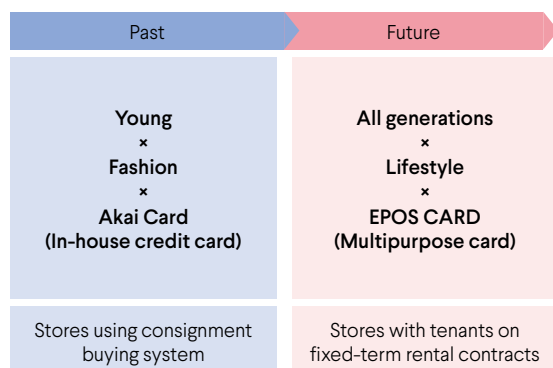 Past
Future
Young
×
Fashion
×
Akai Card
(In-house credit card)
All generations
×
Lifestyle
×
EPOS CARD
(Multipurpose card)
Stores using consignment
buying system
Stores with tenants on
fixed-term rental contracts